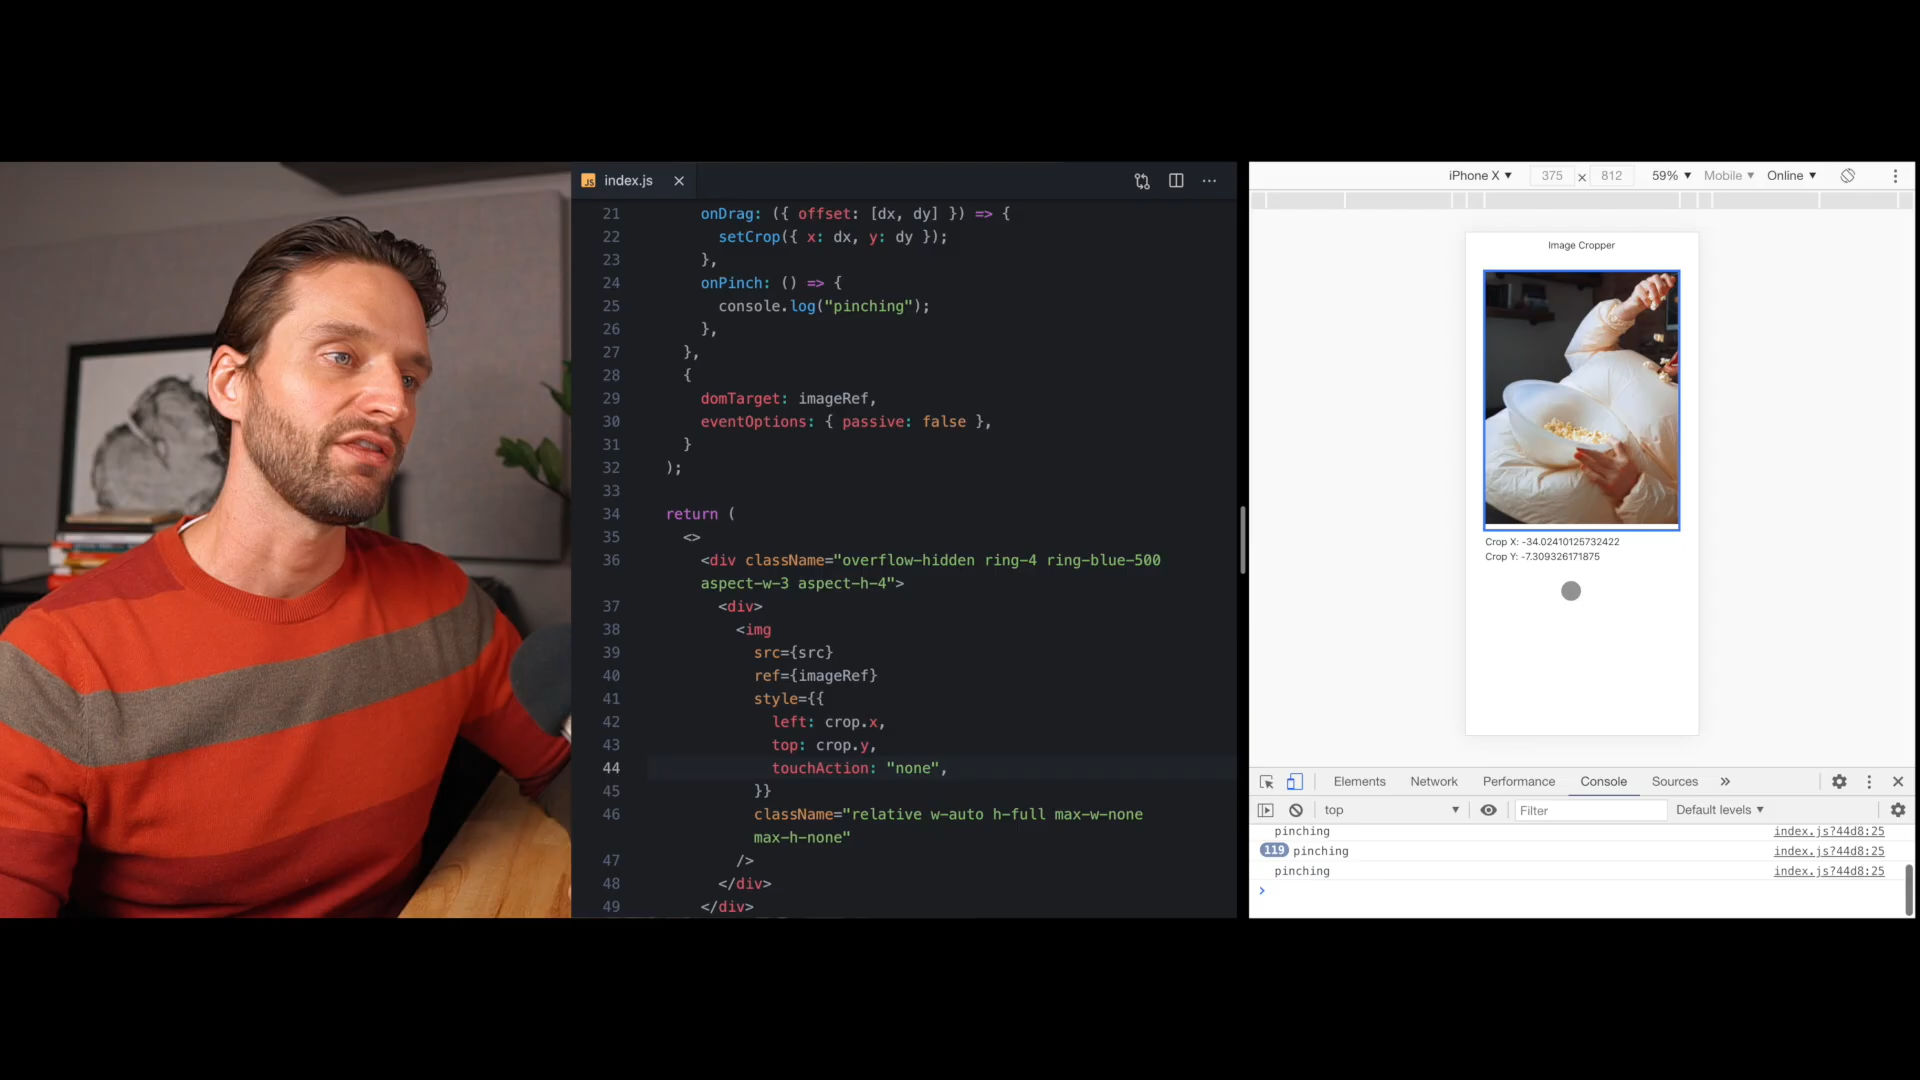 JS index.js
21 onDrag: ({ offset: [dx, dy] }) => {
22 setCrop({ x: dx, y: dy });
23 },
24 onPinch: () => {
25 console.log("pinching");
26 },
27 },
28 {
29 domTarget: imageRef,
30 eventOptions: { passive: false },
31 }
32 );
33
34 return (
35 <>
36 <div className="overflow-hidden ring-4 ring-blue-500
aspect-w-3 aspect-h-4">
37 <div>
38 <img
39 src={src}
40 ref={imageRef}
41 style={{
42 left: crop.x,
43 top: crop.y,
44 touchAction: "none",
45 }}
46 className="relative w-auto h-full max-w-none
max-h-none"
47 />
48 </div>
49 </div>
iPhone X 375 × 812 59% Mobile Online
Image Cropper
Crop X: -34.02410125732422
Crop Y: -7.309326171875
Elements Network Performance Console Sources »
top Filter Default levels
pinching index.js?44d8:25
119 pinching index.js?44d8:25
pinching index.js?44d8:25
>